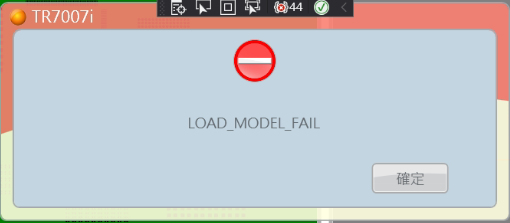 TR7007i
44
LOAD_MODEL_FAIL
確定